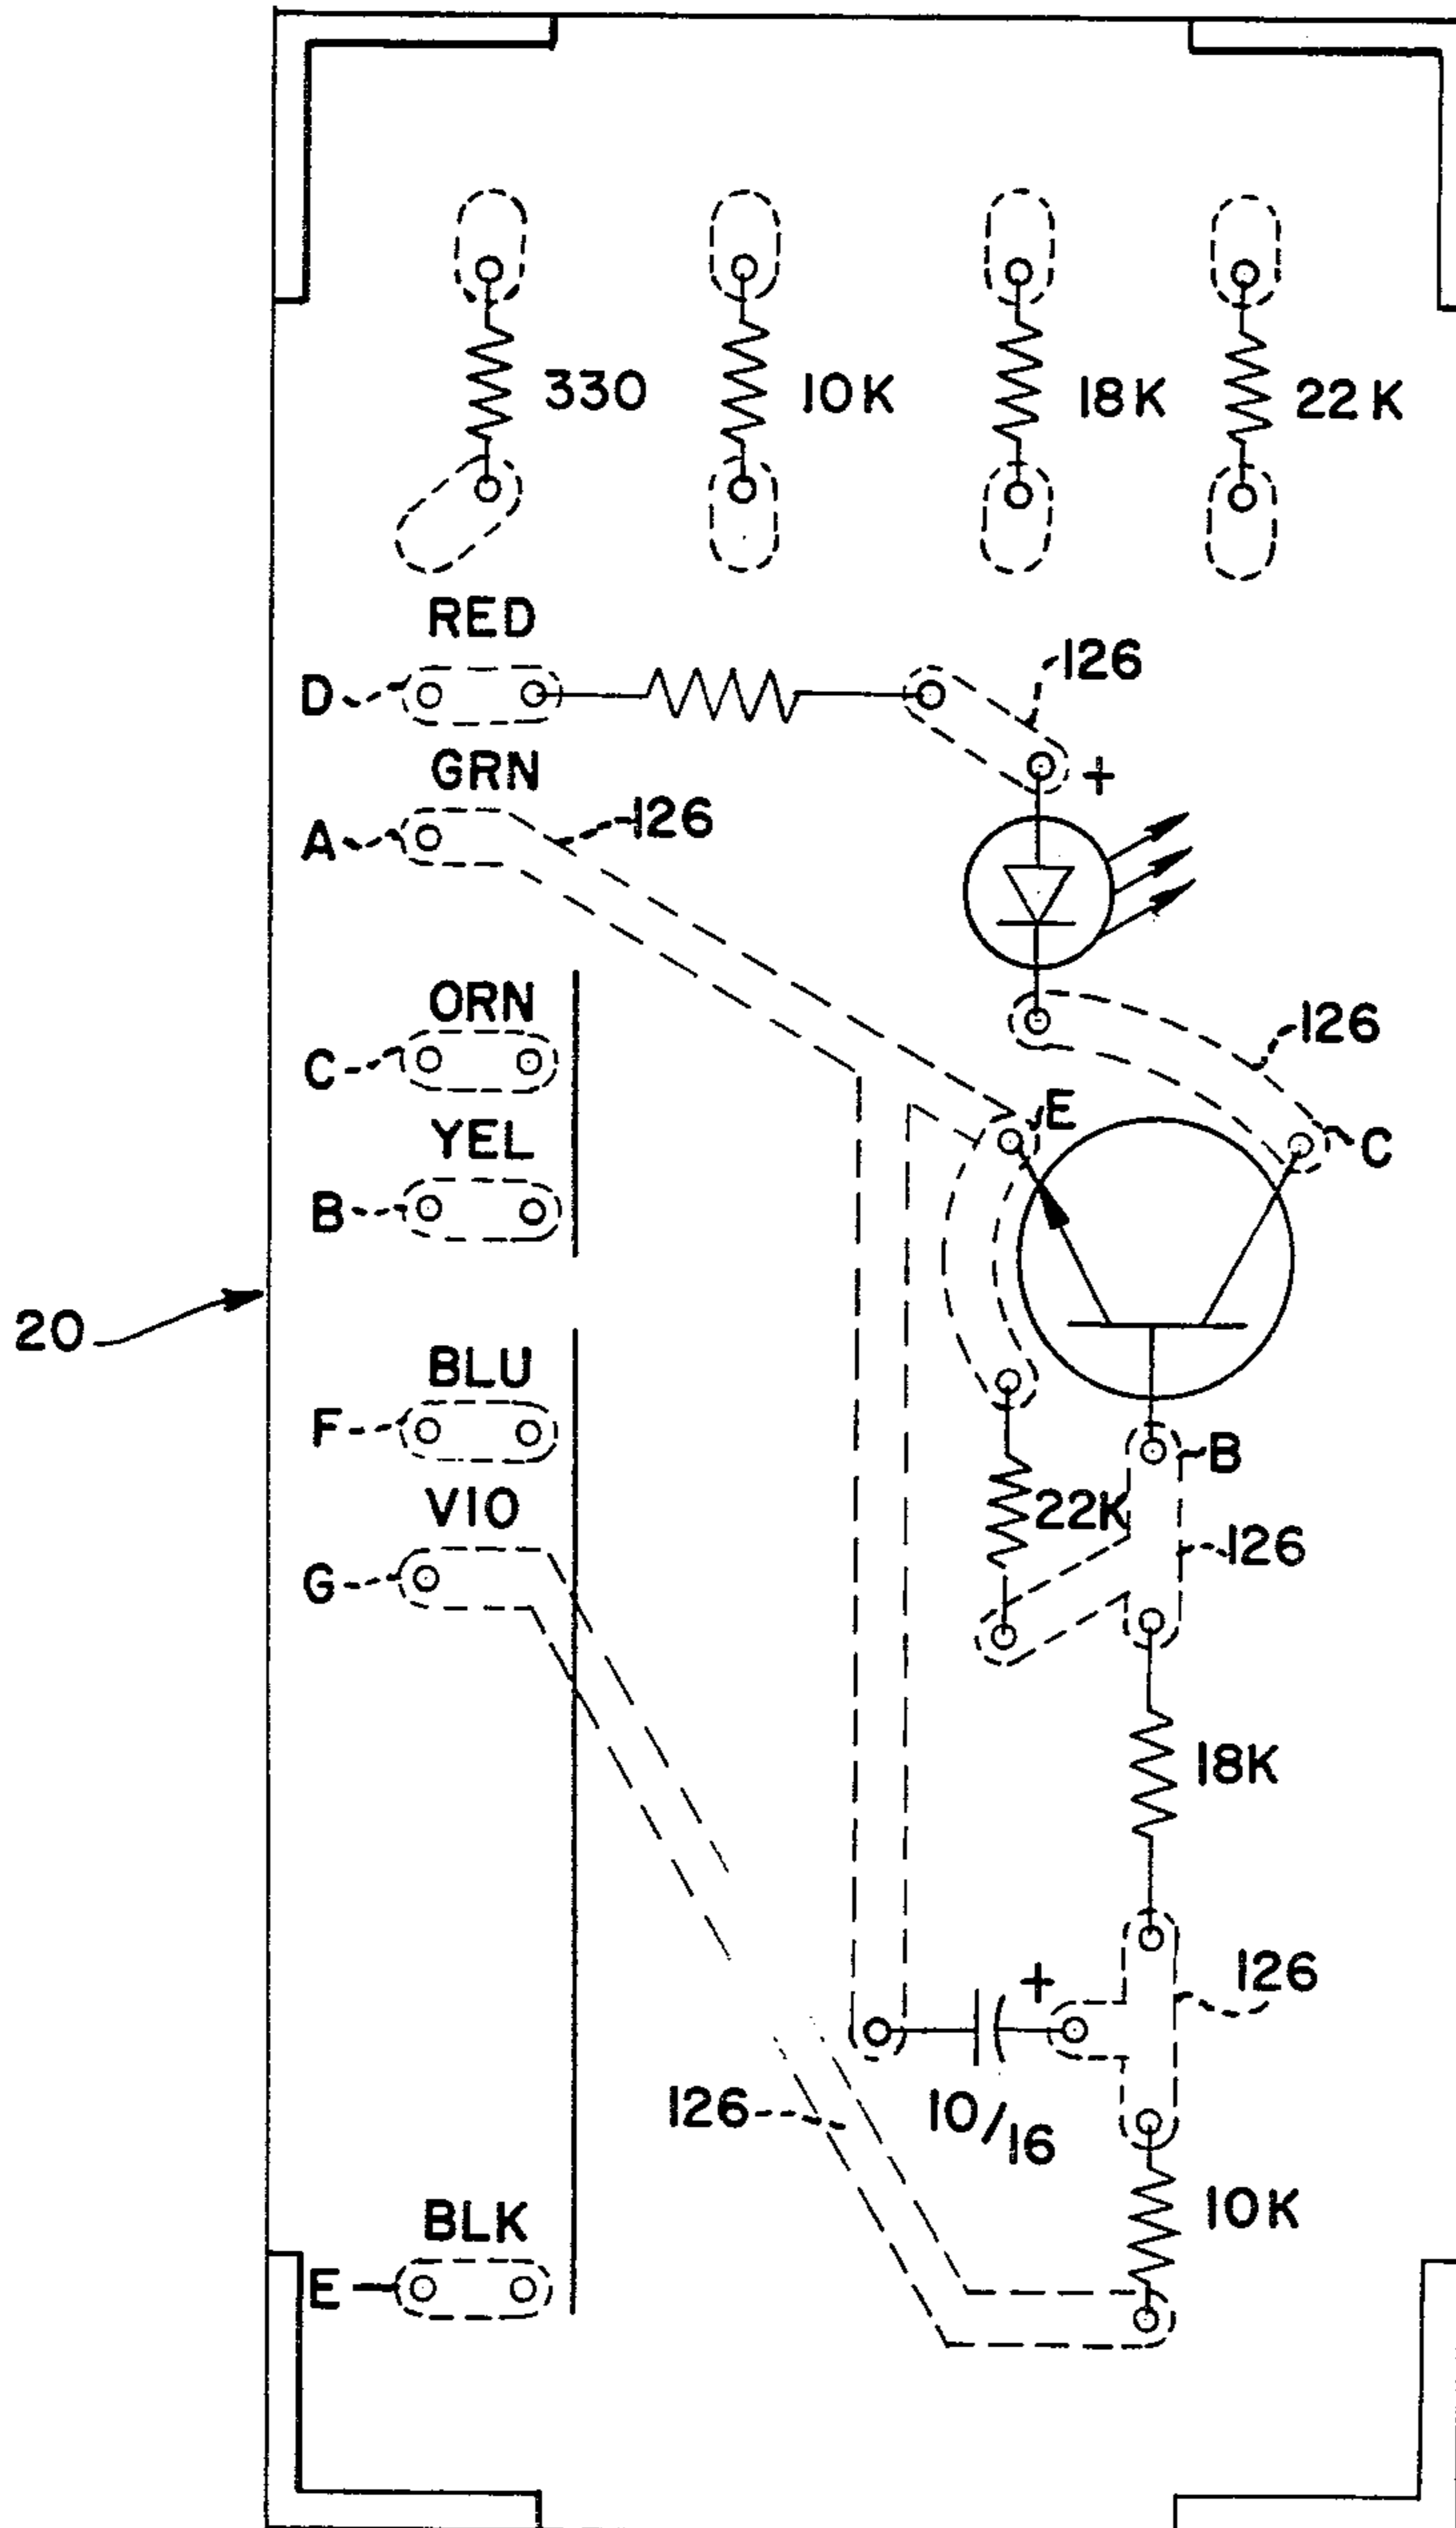 330 10K 18K 22K
RED
D
126
+
GRN
A
126
ORN
C
126
YEL
E
C
B
20
BLU
F
B
VIO
22K
G
126
18K
+
126
126
10/16
10K
BLK
E